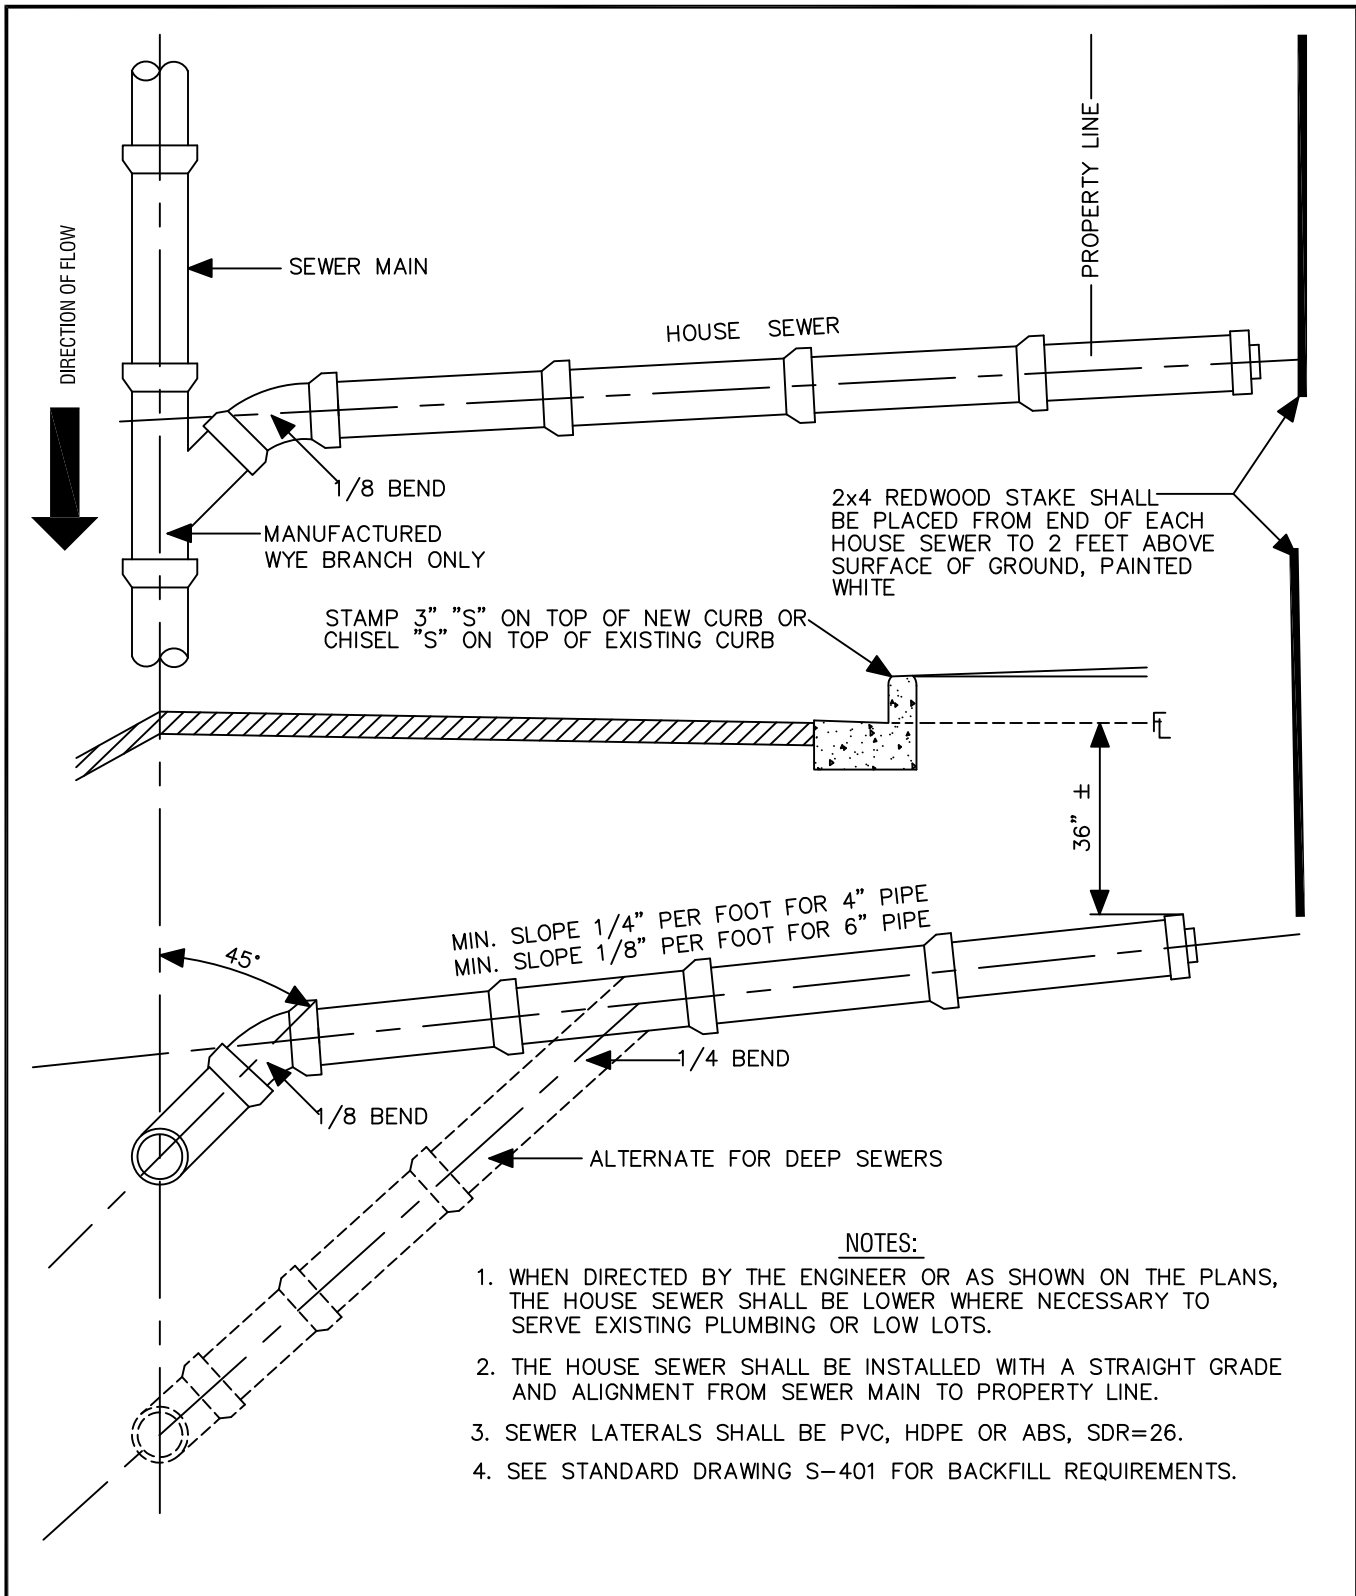 DIRECTION OF FLOW
SEWER MAIN
PROPERTY LINE
HOUSE SEWER
1/8 BEND
MANUFACTURED
WYE BRANCH ONLY
2x4 REDWOOD STAKE SHALL
BE PLACED FROM END OF EACH
HOUSE SEWER TO 2 FEET ABOVE
SURFACE OF GROUND, PAINTED
WHITE
STAMP 3" "S" ON TOP OF NEW CURB OR
CHISEL "S" ON TOP OF EXISTING CURB
FL
36" ±
MIN. SLOPE 1/4" PER FOOT FOR 4" PIPE
MIN. SLOPE 1/8" PER FOOT FOR 6" PIPE
45°
1/4 BEND
1/8 BEND
ALTERNATE FOR DEEP SEWERS
NOTES:
1. WHEN DIRECTED BY THE ENGINEER OR AS SHOWN ON THE PLANS,
THE HOUSE SEWER SHALL BE LOWER WHERE NECESSARY TO
SERVE EXISTING PLUMBING OR LOW LOTS.
2. THE HOUSE SEWER SHALL BE INSTALLED WITH A STRAIGHT GRADE
AND ALIGNMENT FROM SEWER MAIN TO PROPERTY LINE.
3. SEWER LATERALS SHALL BE PVC, HDPE OR ABS, SDR=26.
4. SEE STANDARD DRAWING S-401 FOR BACKFILL REQUIREMENTS.